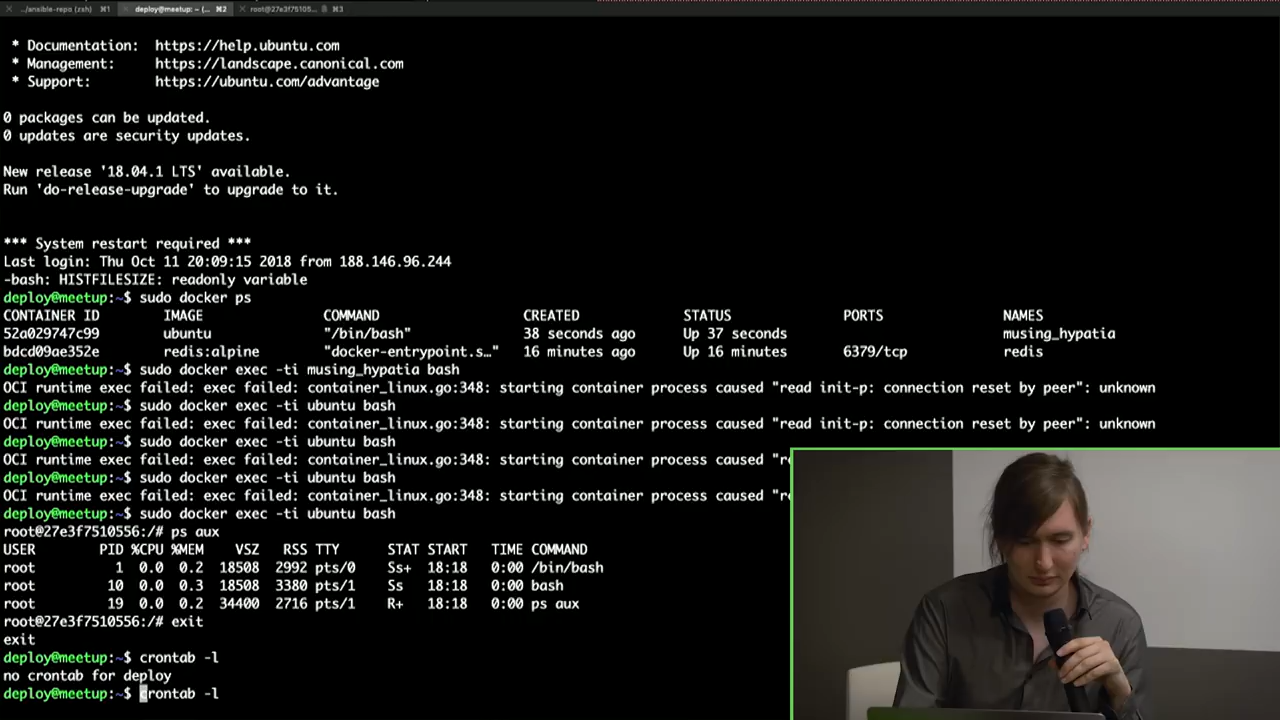 ../ansible-repo (zsh) ⌘1 deploy@meetup: ~ (... ⌘2 root@27e3f7510556... ⌘3
* Documentation: https://help.ubuntu.com
* Management: https://landscape.canonical.com
* Support: https://ubuntu.com/advantage
0 packages can be updated.
0 updates are security updates.
New release '18.04.1 LTS' available.
Run 'do-release-upgrade' to upgrade to it.
*** System restart required ***
Last login: Thu Oct 11 20:09:15 2018 from 188.146.96.244
-bash: HISTFILESIZE: readonly variable
deploy@meetup:~$ sudo docker ps
CONTAINER ID IMAGE COMMAND CREATED STATUS PORTS NAMES
52a029747c99 ubuntu "/bin/bash" 38 seconds ago Up 37 seconds musing_hypatia
bdcd09ae352e redis:alpine "docker-entrypoint.s…" 16 minutes ago Up 16 minutes 6379/tcp redis
deploy@meetup:~$ sudo docker exec -ti musing_hypatia bash
OCI runtime exec failed: exec failed: container_linux.go:348: starting container process caused "read init-p: connection reset by peer": unknown
deploy@meetup:~$ sudo docker exec -ti ubuntu bash
OCI runtime exec failed: exec failed: container_linux.go:348: starting container process caused "read init-p: connection reset by peer": unknown
deploy@meetup:~$ sudo docker exec -ti ubuntu bash
OCI runtime exec failed: exec failed: container_linux.go:348: starting container process caused "re
deploy@meetup:~$ sudo docker exec -ti ubuntu bash
OCI runtime exec failed: exec failed: container_linux.go:348: starting container process caused "re
deploy@meetup:~$ sudo docker exec -ti ubuntu bash
root@27e3f7510556:/# ps aux
USER PID %CPU %MEM VSZ RSS TTY STAT START TIME COMMAND
root 1 0.0 0.2 18508 2992 pts/0 Ss+ 18:18 0:00 /bin/bash
root 10 0.0 0.3 18508 3380 pts/1 Ss 18:18 0:00 bash
root 19 0.0 0.2 34400 2716 pts/1 R+ 18:18 0:00 ps aux
root@27e3f7510556:/# exit
exit
deploy@meetup:~$ crontab -l
no crontab for deploy
deploy@meetup:~$ crontab -l